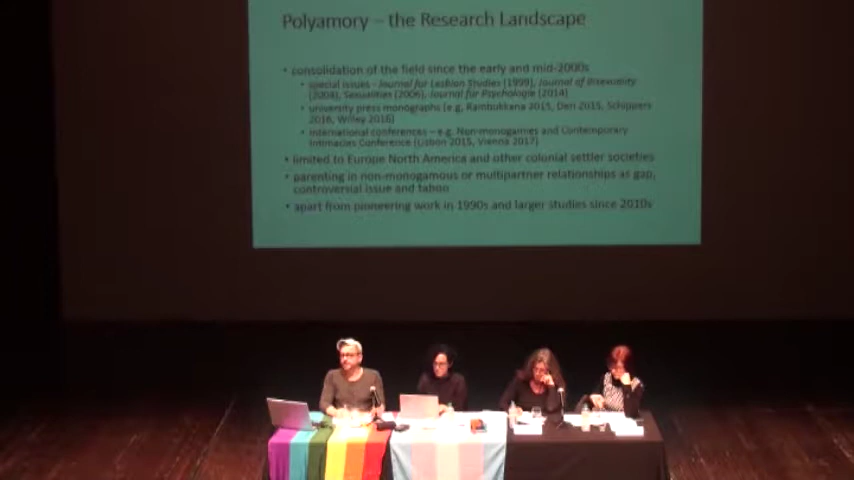 Polyamory – the Research Landscape
• consolidation of the field since the early and mid-2000s
• special issues - Journal for Lesbian Studies (1999), Journal of Bisexuality
(2004), Sexualities (2006), Journal für Psychologie (2014)
• university press monographs (e.g, Rambukkana 2015, Deri 2015, Schippers
2016, Willey 2016)
• international conferences – e.g. Non-monogamies and Contemporary
Intimacies Conference (Lisbon 2015, Vienna 2017)
• limited to Europe North America and other colonial settler societies
• parenting in non-monogamous or multipartner relationships as gap,
controversial issue and taboo
• apart from pioneering work in 1990s and larger studies since 2010s